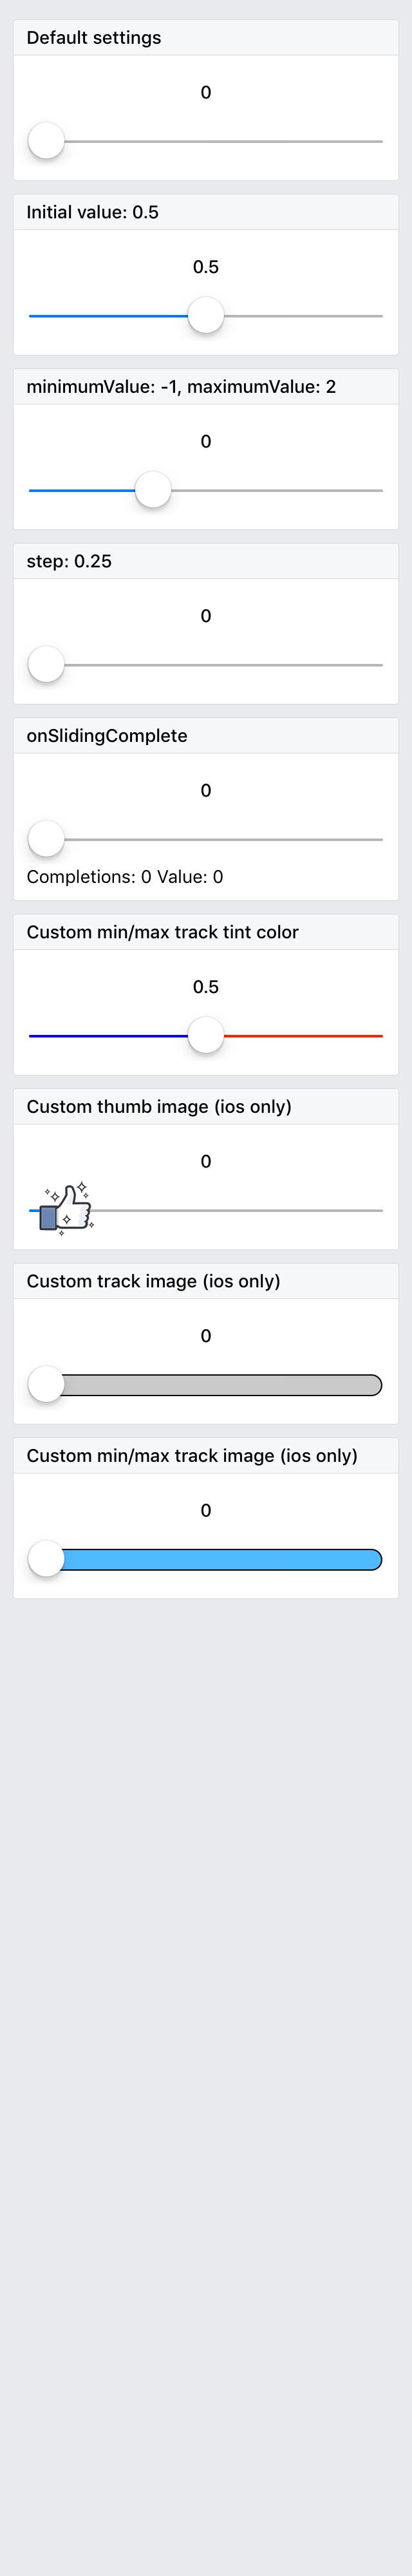 Default settings
0
Initial value: 0.5
0.5
minimumValue: -1, maximumValue: 2
0
step: 0.25
0
onSlidingComplete
0
Completions: 0 Value: 0
Custom min/max track tint color
0.5
Custom thumb image (ios only)
0
Custom track image (ios only)
0
Custom min/max track image (ios only)
0